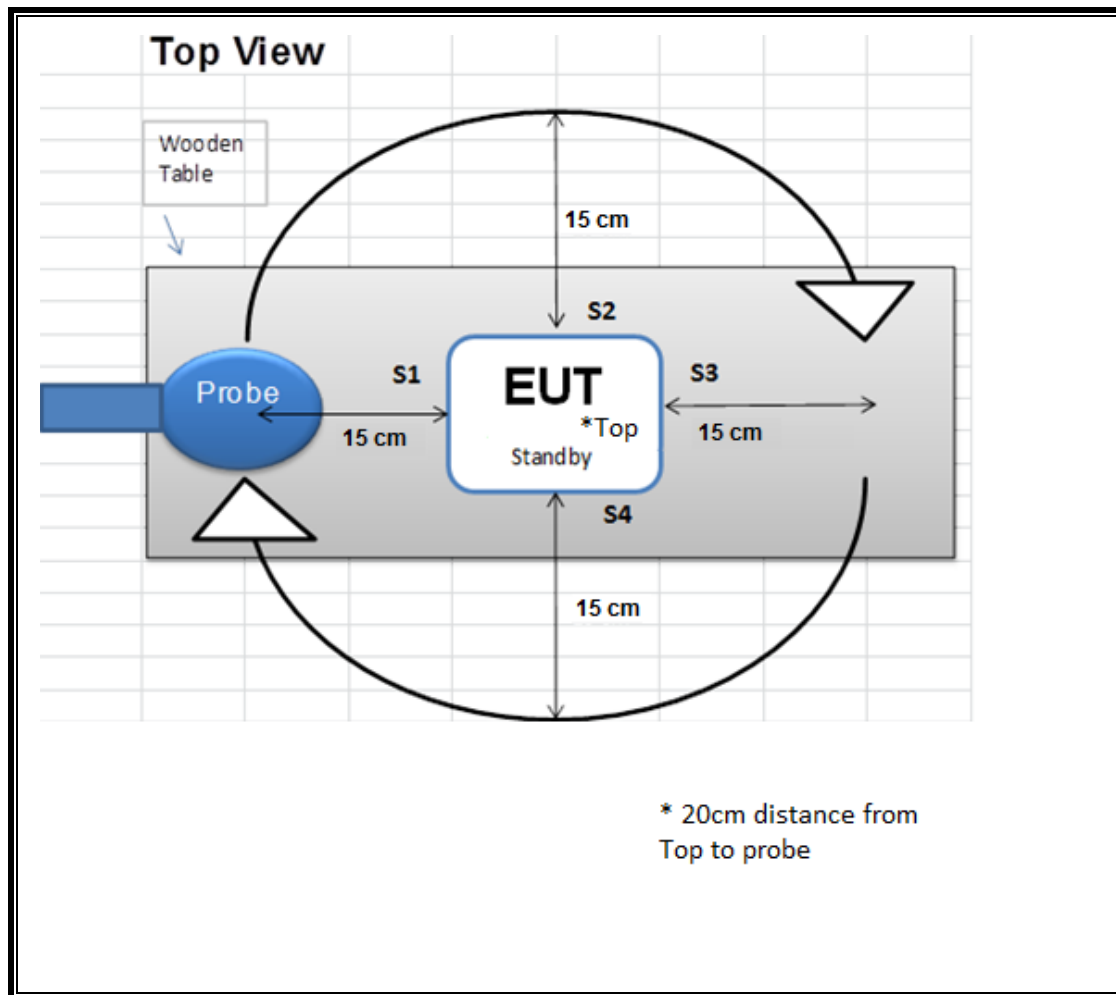 Top View
Wooden
Table
15 cm
S2
S1
EUT
S3
Probe
*Top
15 cm
15 cm
Standby
S4
15 cm
* 20cm distance from
Top to probe